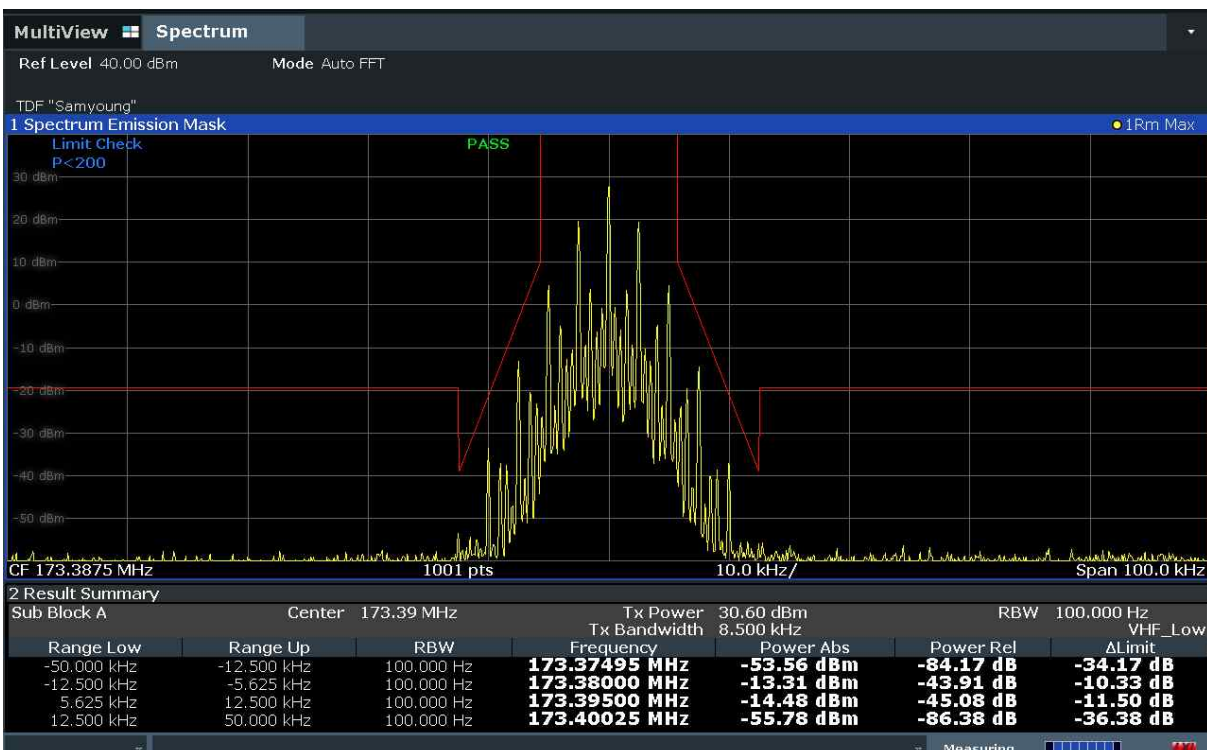 MultiView Spectrum
Ref Level 40.00 dBm Mode Auto FFT
TDF "Samyoung"
1 Spectrum Emission Mask 1Rm Max
Limit Check PASS
P<200
30 dBm
20 dBm
10 dBm
0 dBm
-10 dBm
-20 dBm
-30 dBm
-40 dBm
-50 dBm
CF 173.3875 MHz 1001 pts 10.0 kHz/ Span 100.0 kHz
2 Result Summary
Sub Block A Center 173.39 MHz Tx Power 30.60 dBm RBW 100.000 Hz
Tx Bandwidth 8.500 kHz VHF_Low
Range Low Range Up RBW Frequency Power Abs Power Rel ΔLimit
-50.000 kHz -12.500 kHz 100.000 Hz 173.37495 MHz -53.56 dBm -84.17 dB -34.17 dB
-12.500 kHz -5.625 kHz 100.000 Hz 173.38000 MHz -13.31 dBm -43.91 dB -10.33 dB
5.625 kHz 12.500 kHz 100.000 Hz 173.39500 MHz -14.48 dBm -45.08 dB -11.50 dB
12.500 kHz 50.000 kHz 100.000 Hz 173.40025 MHz -55.78 dBm -86.38 dB -36.38 dB
Measuring